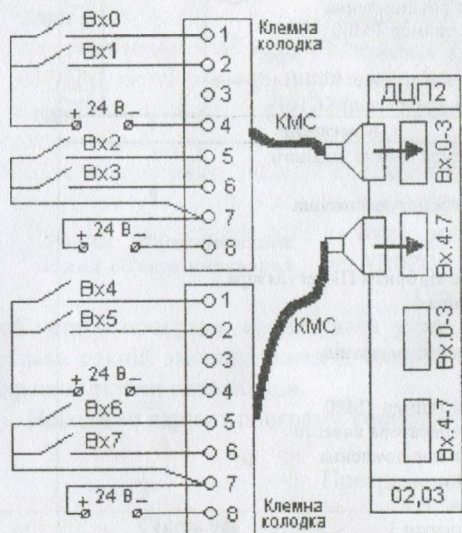 Вх0
Вх1
+ 24 В –
Вх2
Вх3
+ 24 В –
Вх4
Вх5
+ 24 В –
Вх6
Вх7
+ 24 В –
1
2
3
4
5
6
7
8
1
2
3
4
5
6
7
8
Клемна
колодка
КМС
КМС
Клемна
колодка
ДЦП2
Вх.0-3
Вх.4-7
Вх.0-3
Вх.4-7
02,03